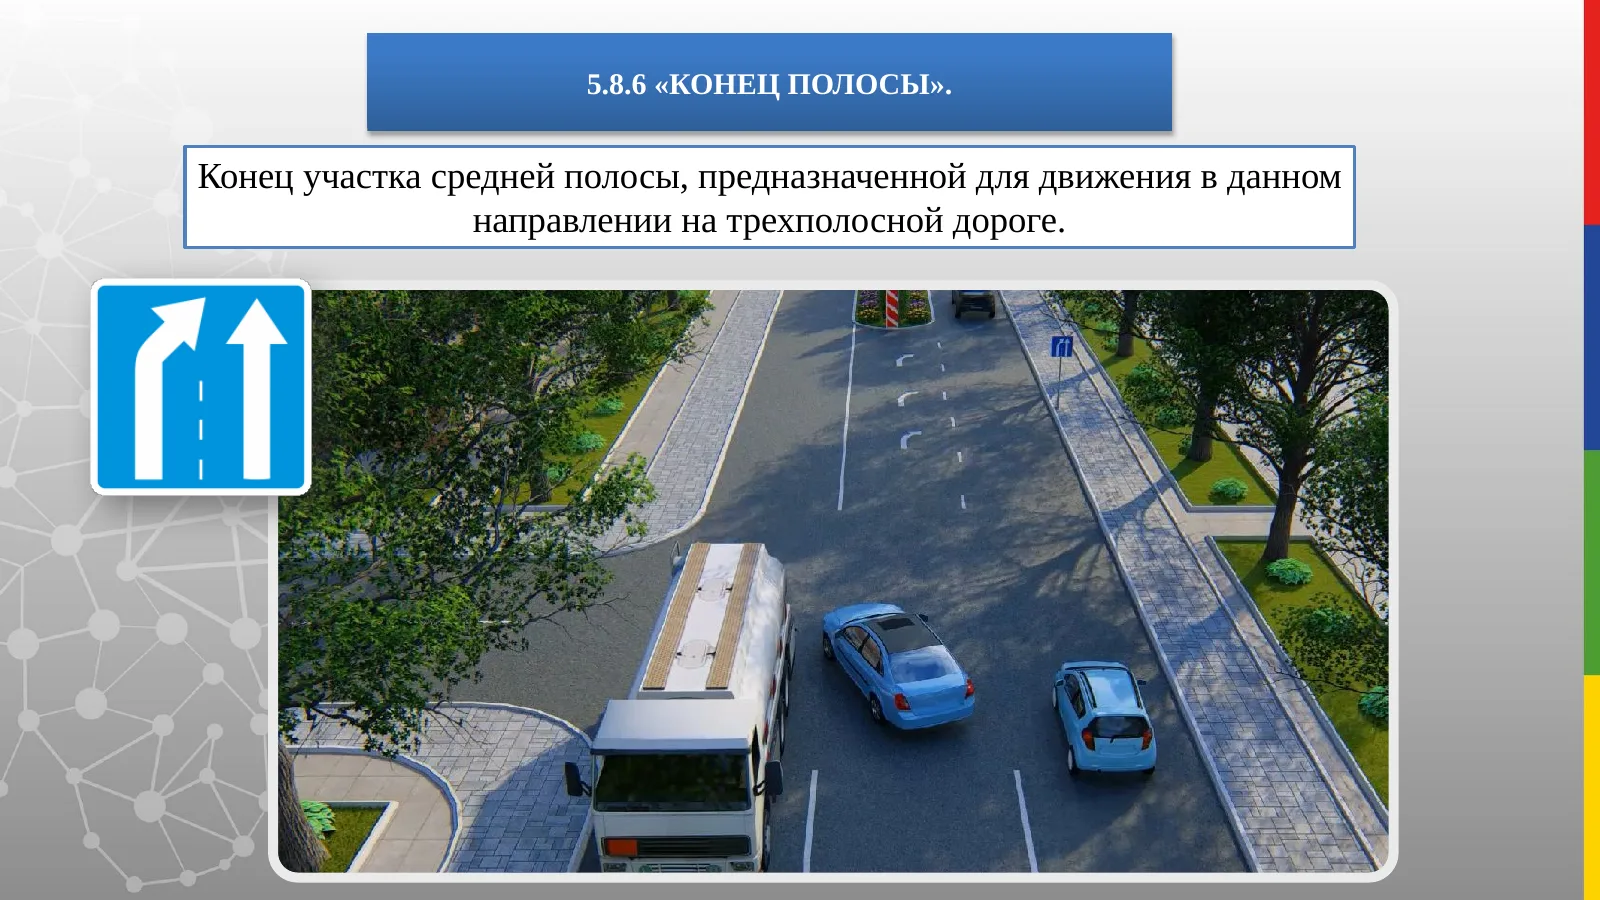 5.8.6 «КОНЕЦ ПОЛОСЫ».
Конец участка средней полосы, предназначенной для движения в данном
направлении на трехполосной дороге.